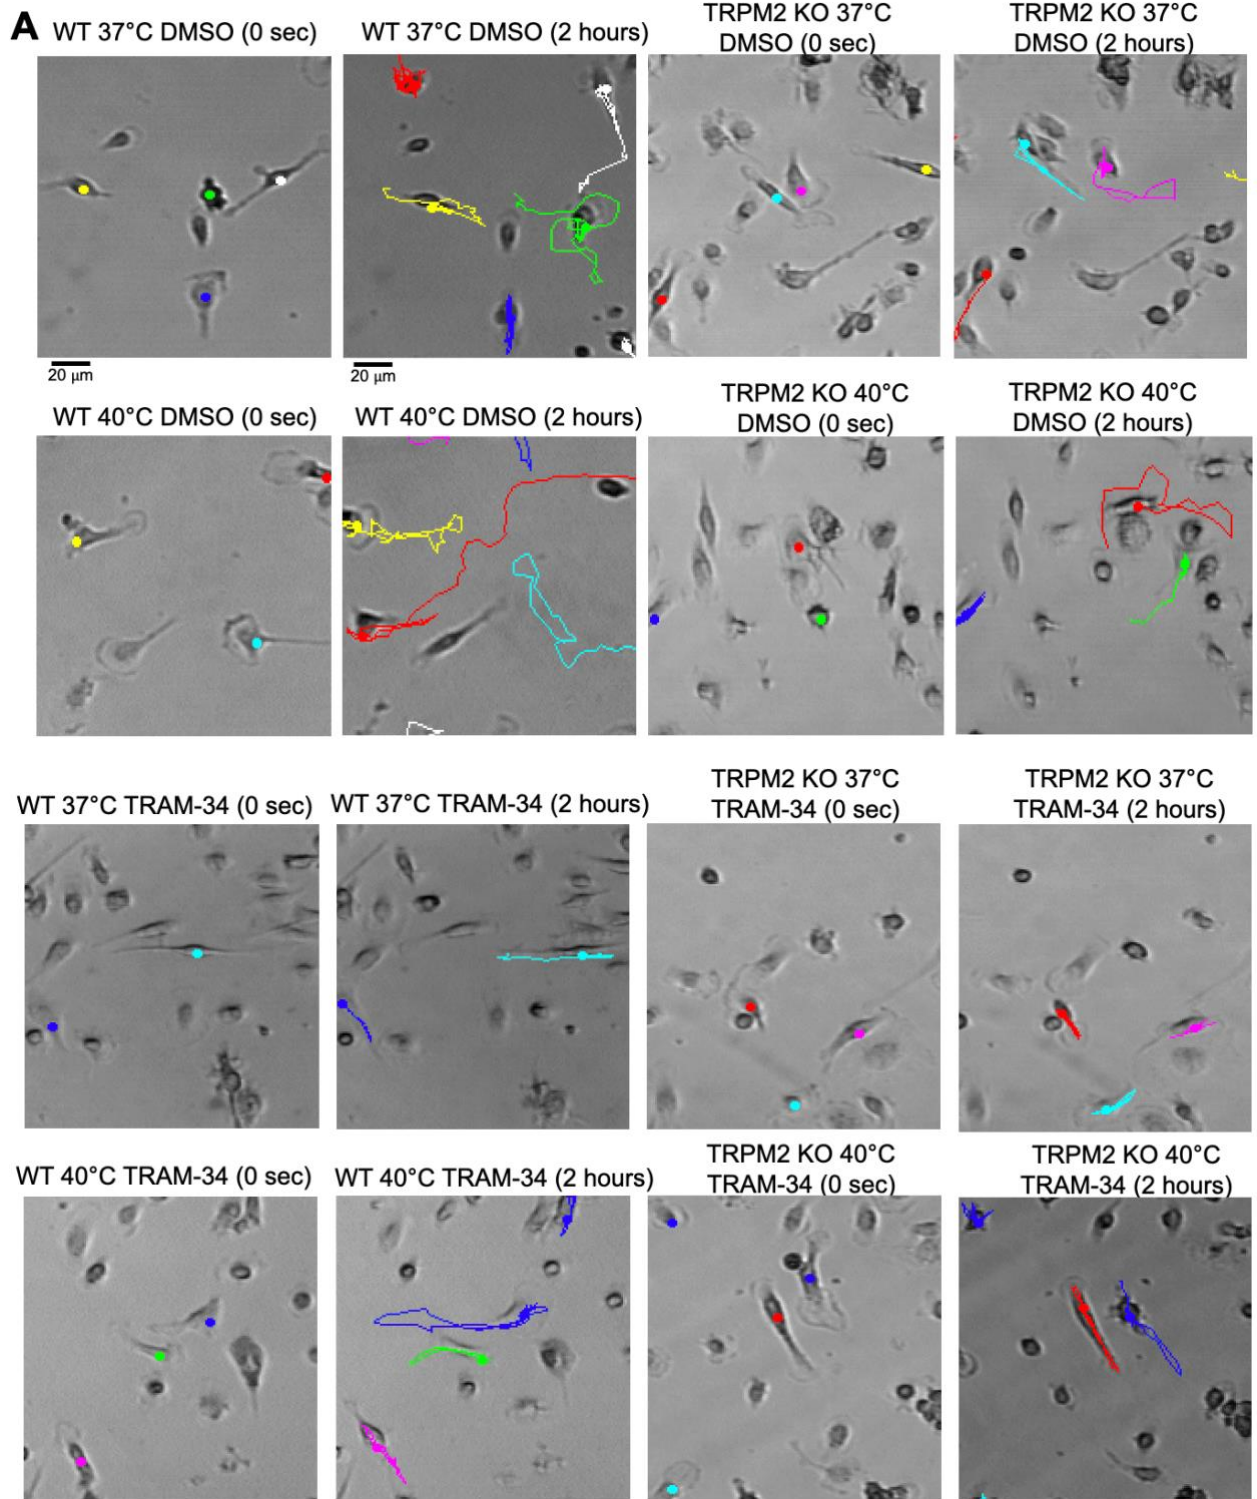 A
WT 37°C DMSO (0 sec)
WT 37°C DMSO (2 hours)
TRPM2 KO 37°C
DMSO (0 sec)
TRPM2 KO 37°C
DMSO (2 hours)
20 μm
20 μm
WT 40°C DMSO (0 sec)
WT 40°C DMSO (2 hours)
TRPM2 KO 40°C
DMSO (0 sec)
TRPM2 KO 40°C
DMSO (2 hours)
WT 37°C TRAM-34 (0 sec)
WT 37°C TRAM-34 (2 hours)
TRPM2 KO 37°C
TRAM-34 (0 sec)
TRPM2 KO 37°C
TRAM-34 (2 hours)
WT 40°C TRAM-34 (0 sec)
WT 40°C TRAM-34 (2 hours)
TRPM2 KO 40°C
TRAM-34 (0 sec)
TRPM2 KO 40°C
TRAM-34 (2 hours)